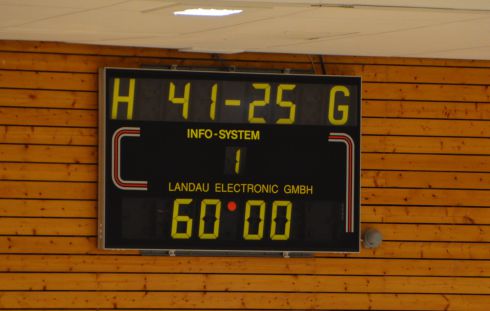 H 41-25 G
INFO-SYSTEM
1
LANDAU ELECTRONIC GMBH
60:00